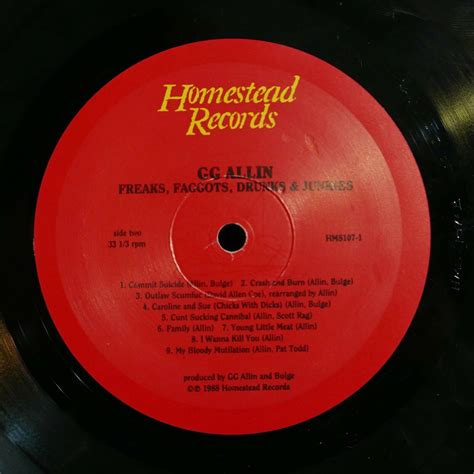 Homestead
Records
GG ALLIN
FREAKS, FAGGOTS, DRUNKS & JUNKIES
side two
33 1/3 rpm
HMS107-1
1. Commit Suicide (Allin, Bulge) 2. Crash and Burn (Allin, Bulge)
3. Outlaw Scumfuc (David Allen Coe), rearranged by Allin)
4. Caroline and Sue (Chicks With Dicks) (Allin)
5. Cunt Sucking Cannibal (Allin, Scott Rag)
6. Family (Allin) 7. Young Little Meat (Allin)
8. I Wanna Kill You (Allin)
9. My Bloody Mutilation (Allin, Pat Todd)
produced by GG Allin and Bulge
©℗ 1988 Homestead Records